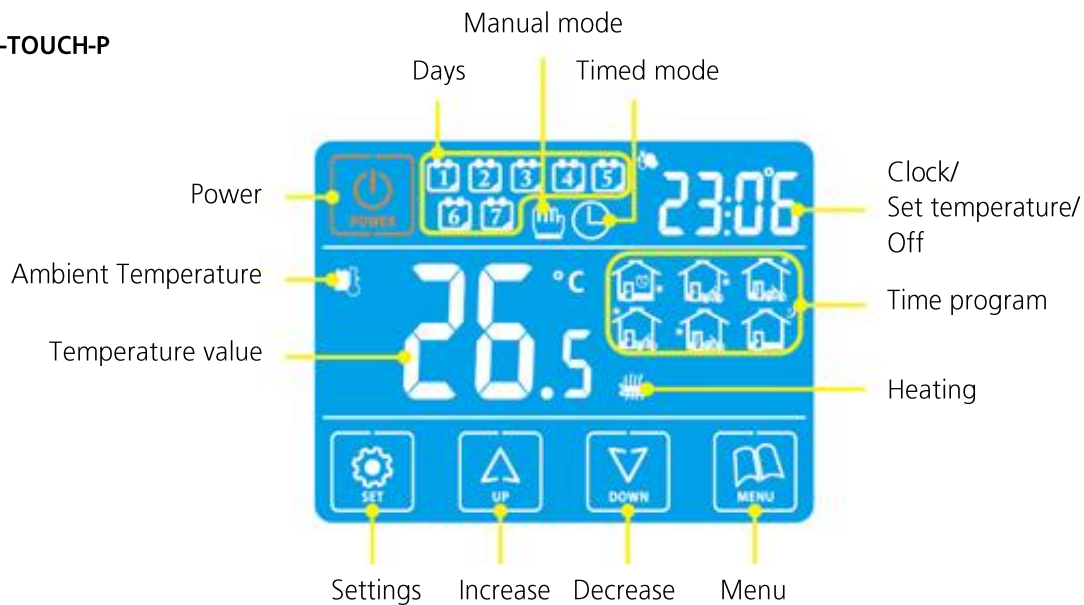 -TOUCH-P
Manual mode
Days
Timed mode
POWER
1 2 3 4 5
6 7
23:06
Power
Clock/
Set temperature/
Off
Ambient Temperature
26.5 °C
Time program
Temperature value
Heating
SET
UP
DOWN
MENU
Settings
Increase
Decrease
Menu